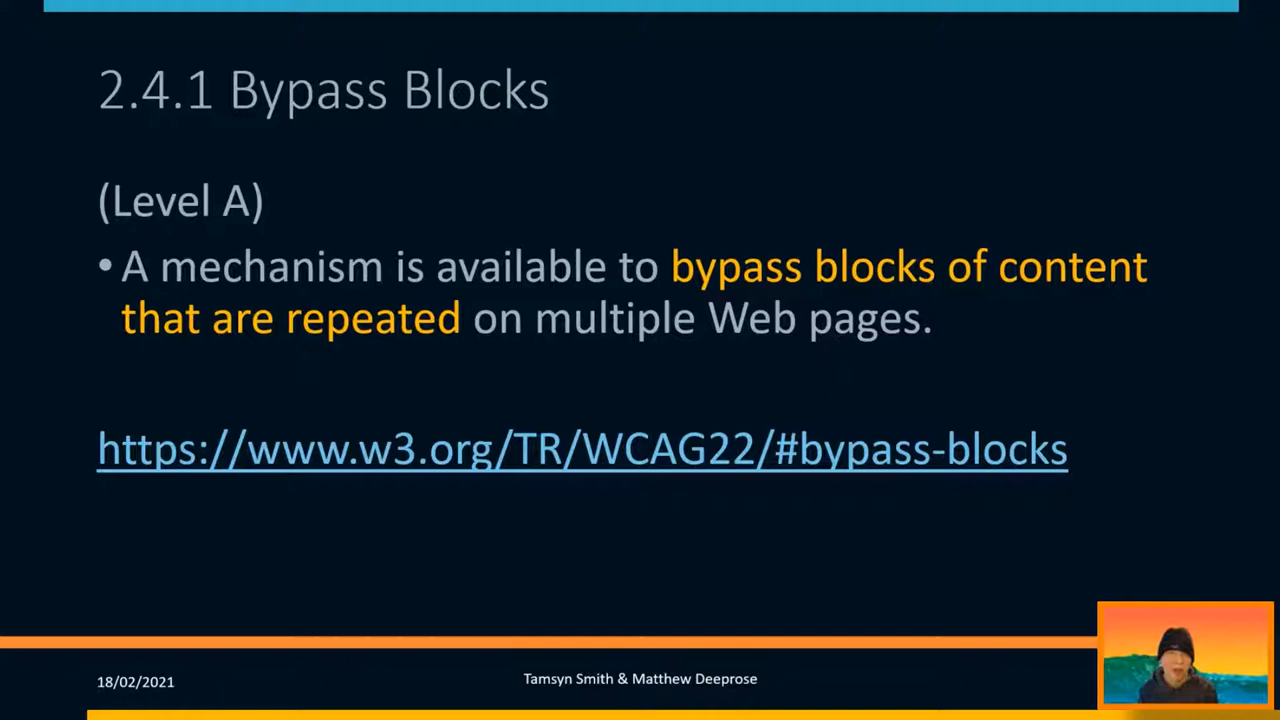 2.4.1 Bypass Blocks
(Level A)
• A mechanism is available to bypass blocks of content
that are repeated on multiple Web pages.
https://www.w3.org/TR/WCAG22/#bypass-blocks
18/02/2021
Tamsyn Smith & Matthew Deeprose